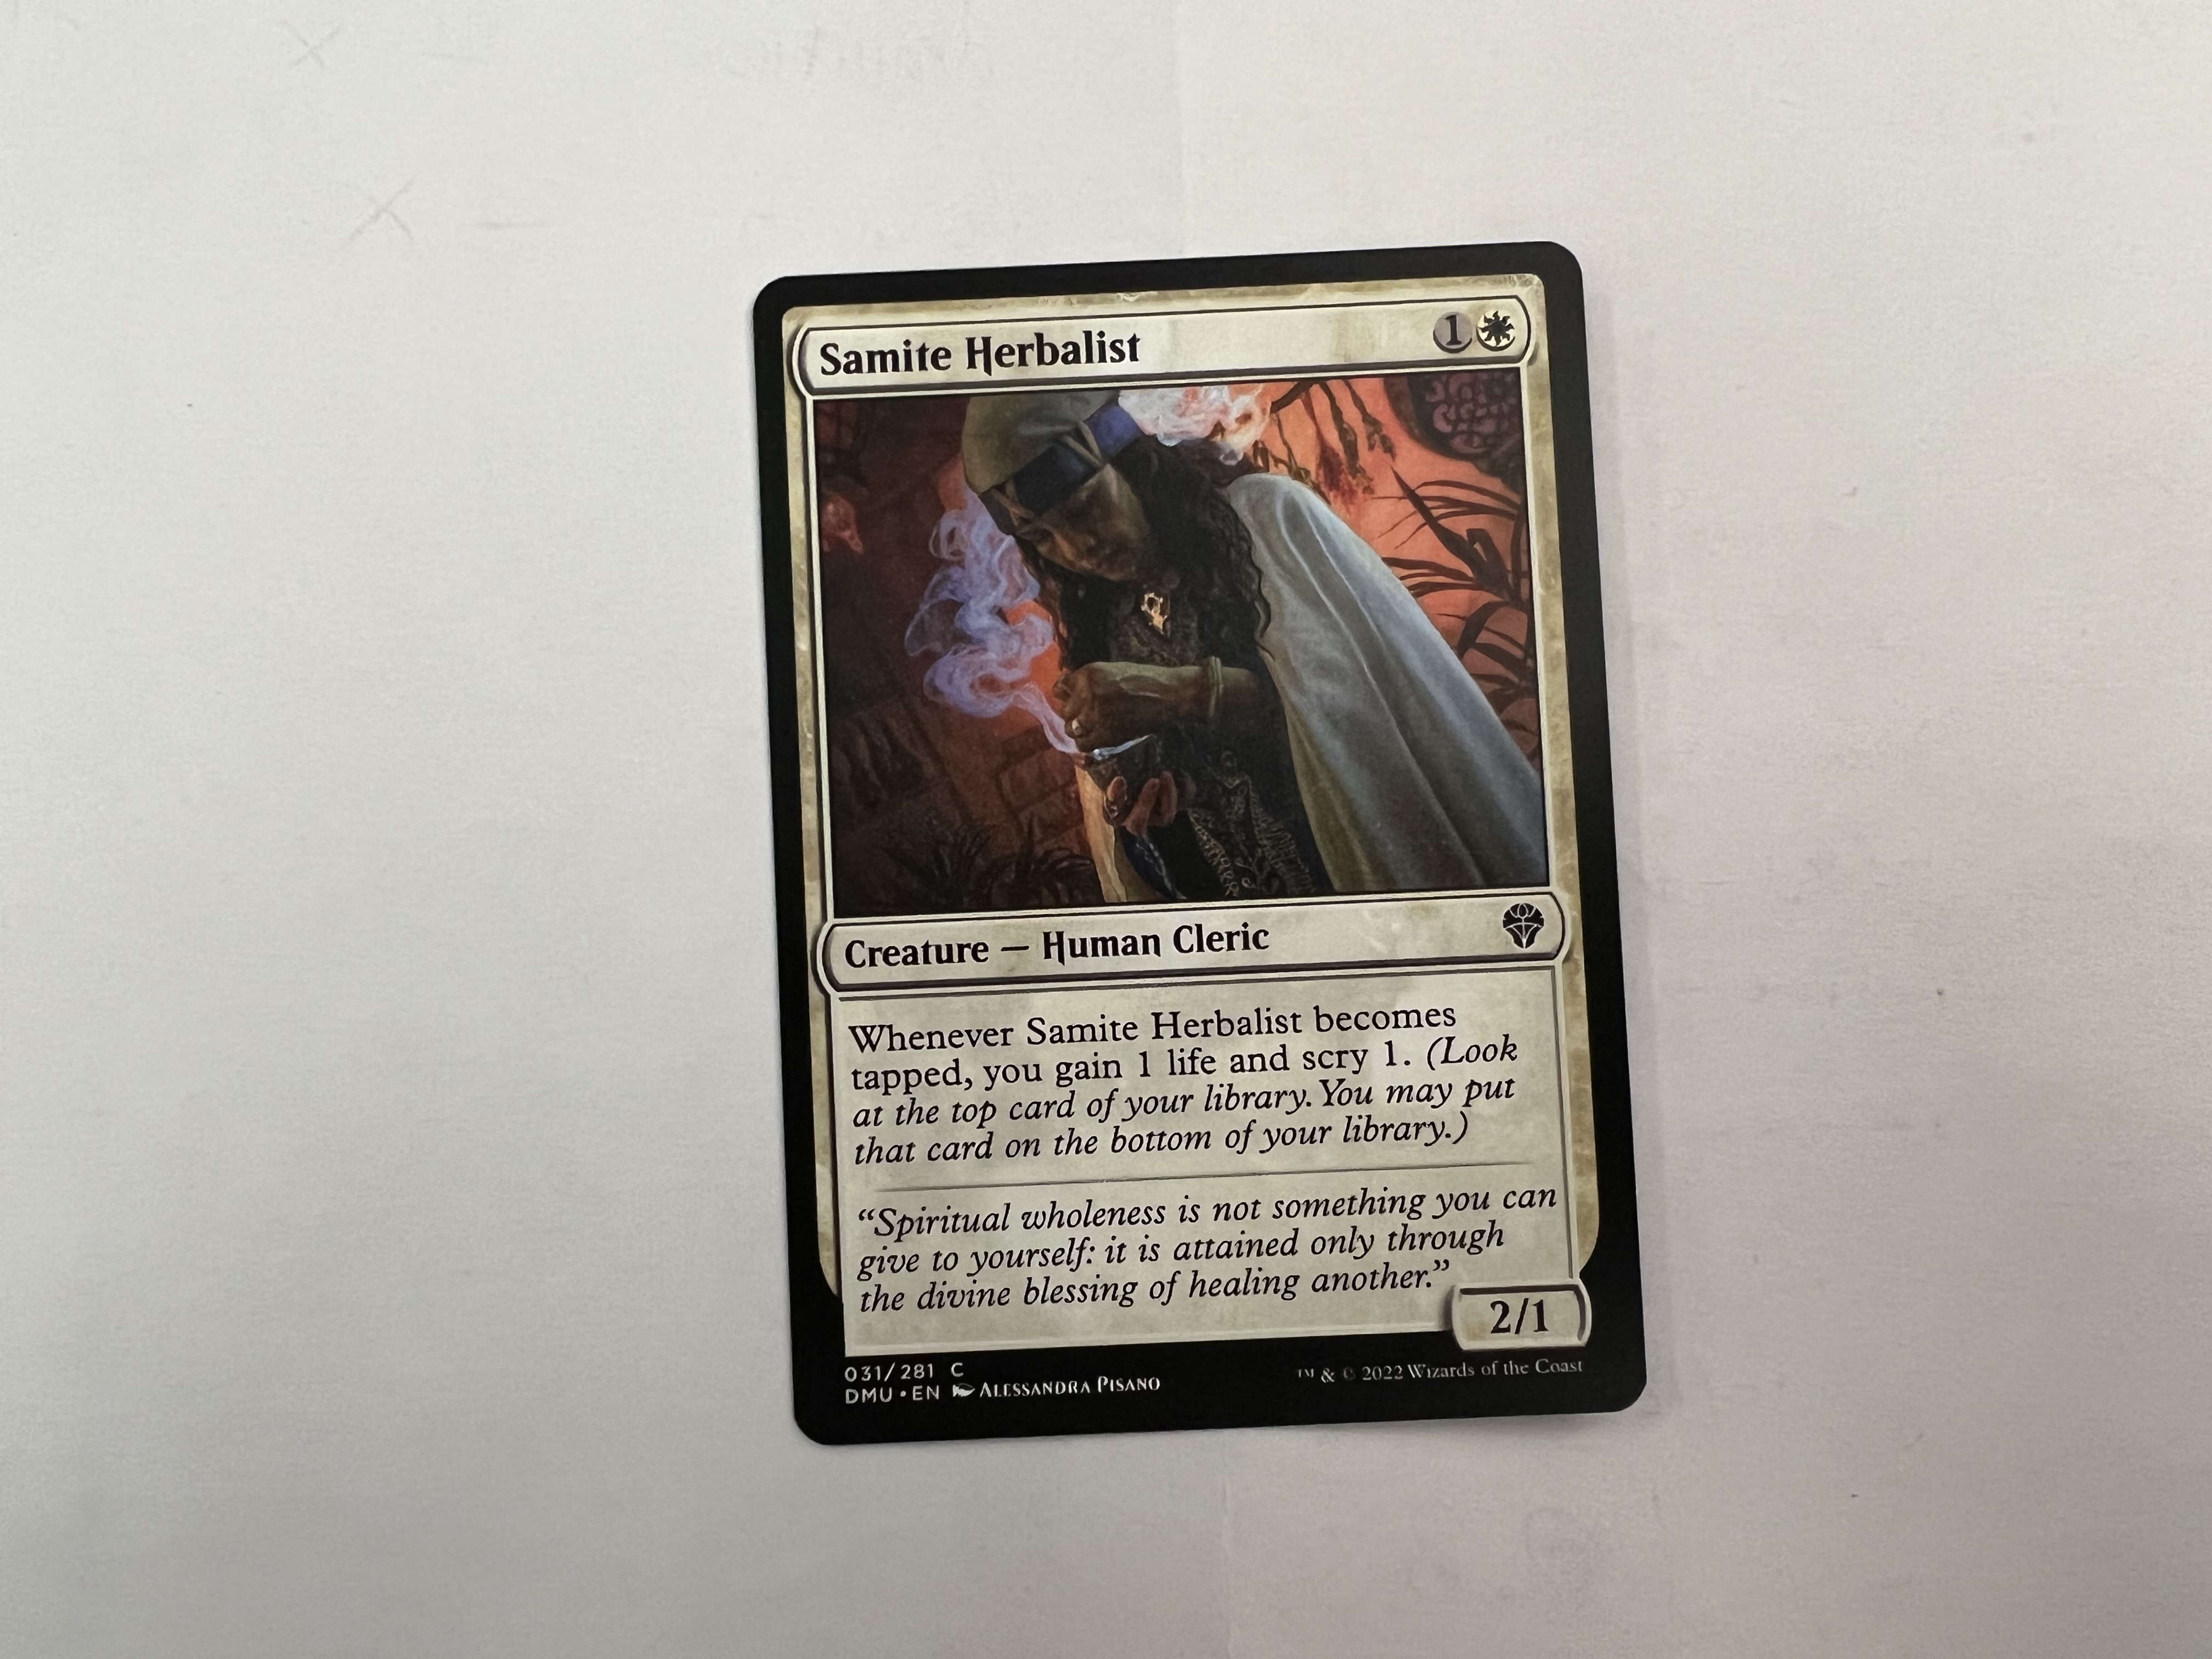 Samite Herbalist
1
Creature — Human Cleric
Whenever Samite Herbalist becomes
tapped, you gain 1 life and scry 1. (Look
at the top card of your library. You may put
that card on the bottom of your library.)
“Spiritual wholeness is not something you can
give to yourself: it is attained only through
the divine blessing of healing another.”
2/1
031/281 C
DMU • EN Alessandra Pisano
™ & © 2022 Wizards of the Coast